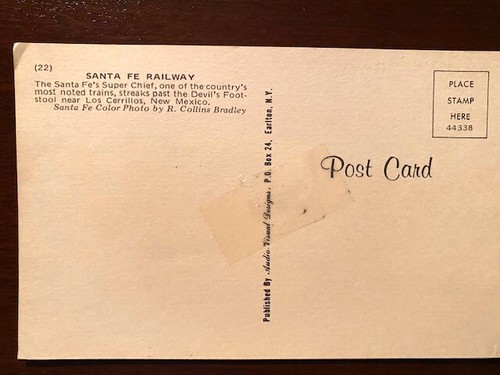 (22)
SANTA FE RAILWAY
The Santa Fe's Super Chief, one of the country's
most noted trains, streaks past the Devil's Foot-
stool near Los Cerrillos, New Mexico.
Santa Fe Color Photo by R. Collins Bradley
Published By Audio-Visual Designs, P.O. Box 24, Earlton, N.Y.
Post Card
PLACE
STAMP
HERE
44338